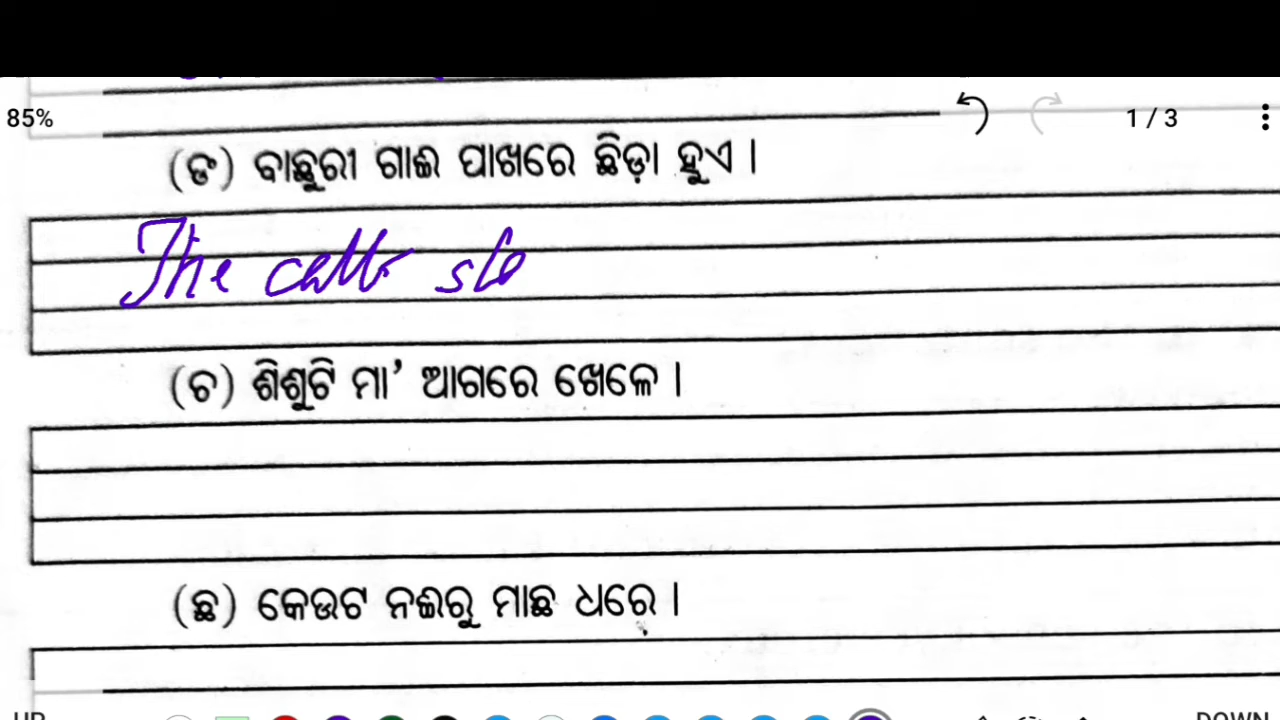 85%
1 / 3
(ଙ) ବାଛୁରୀ ଗାଈ ପାଖରେ ଛିଡ଼ା ହୁଏ ।
The
(ଚ) ଶିଶୁଟି ମା’ ଆଗରେ ଖେଳେ ।
(ଛ) କେଉଟ ନଈରୁ ମାଛ ଧରେ ।